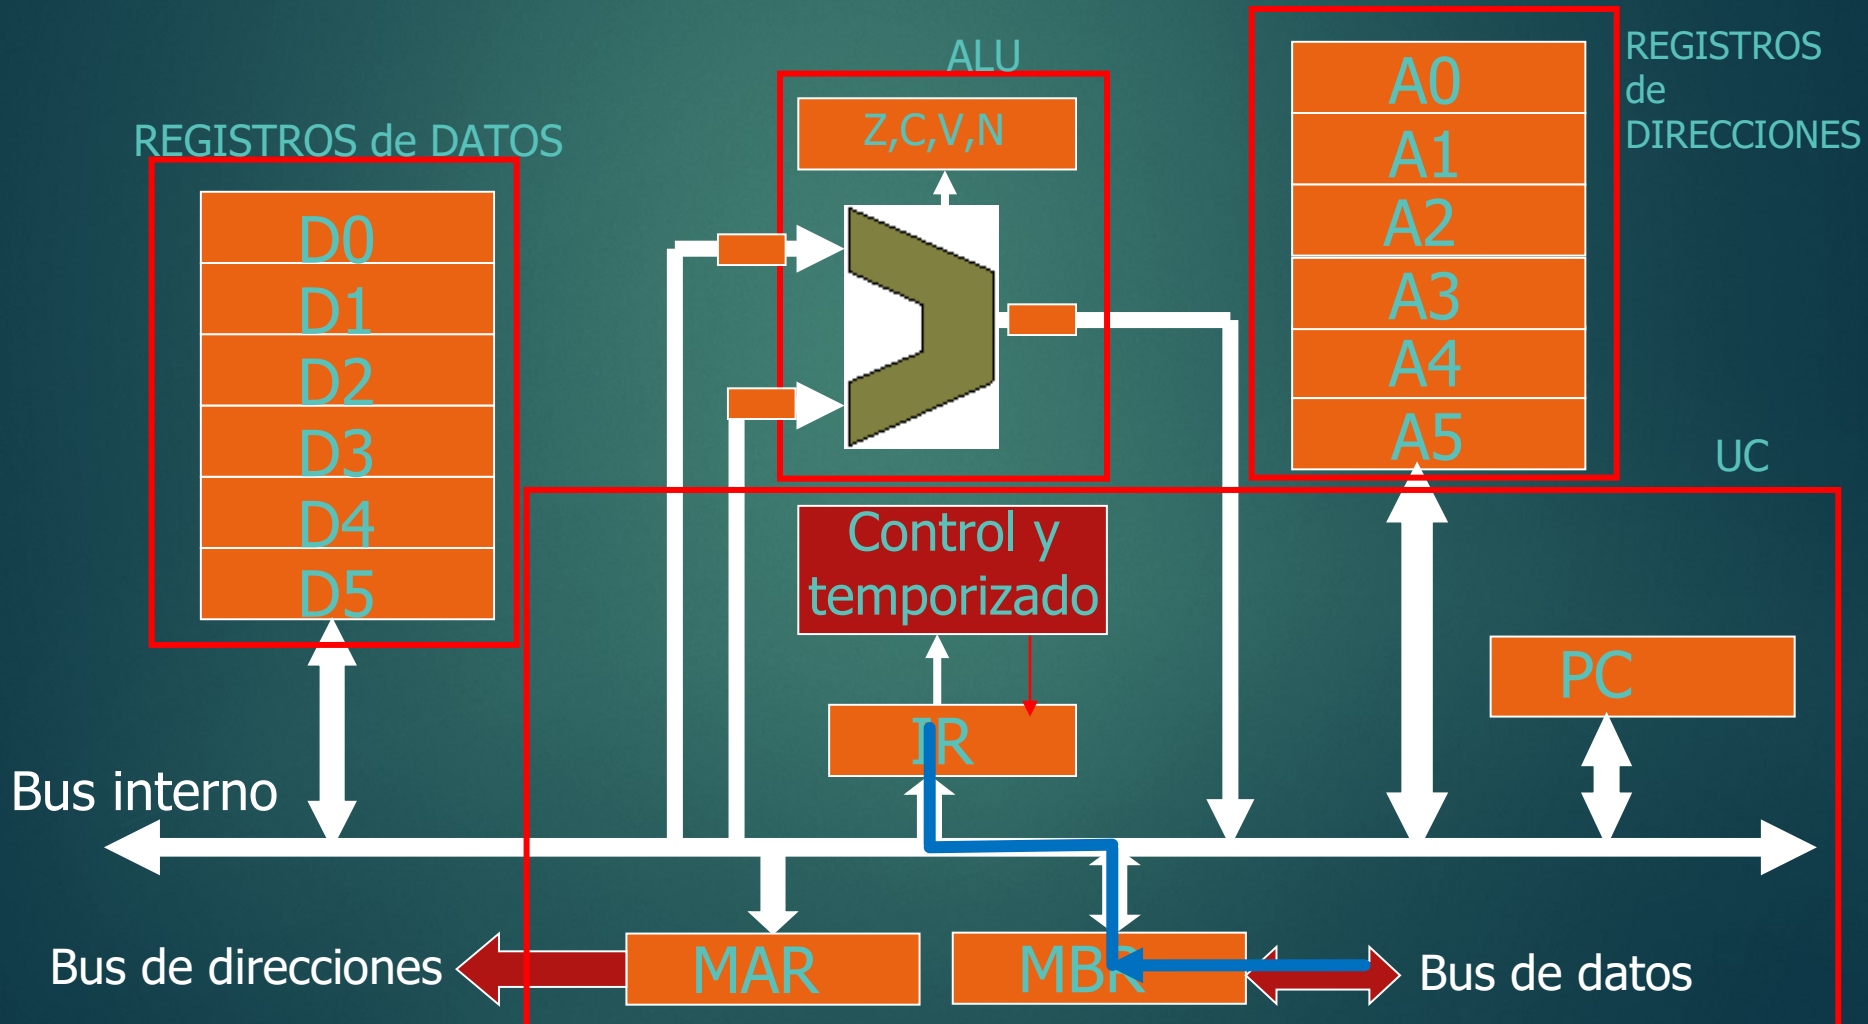 ALU
REGISTROS
de
DIRECCIONES
REGISTROS de DATOS
Z,C,V,N
A0
A1
A2
A3
A4
A5
D0
D1
D2
D3
D4
D5
UC
Control y
temporizado
PC
IR
Bus interno
Bus de direcciones
MAR
MBR
Bus de datos